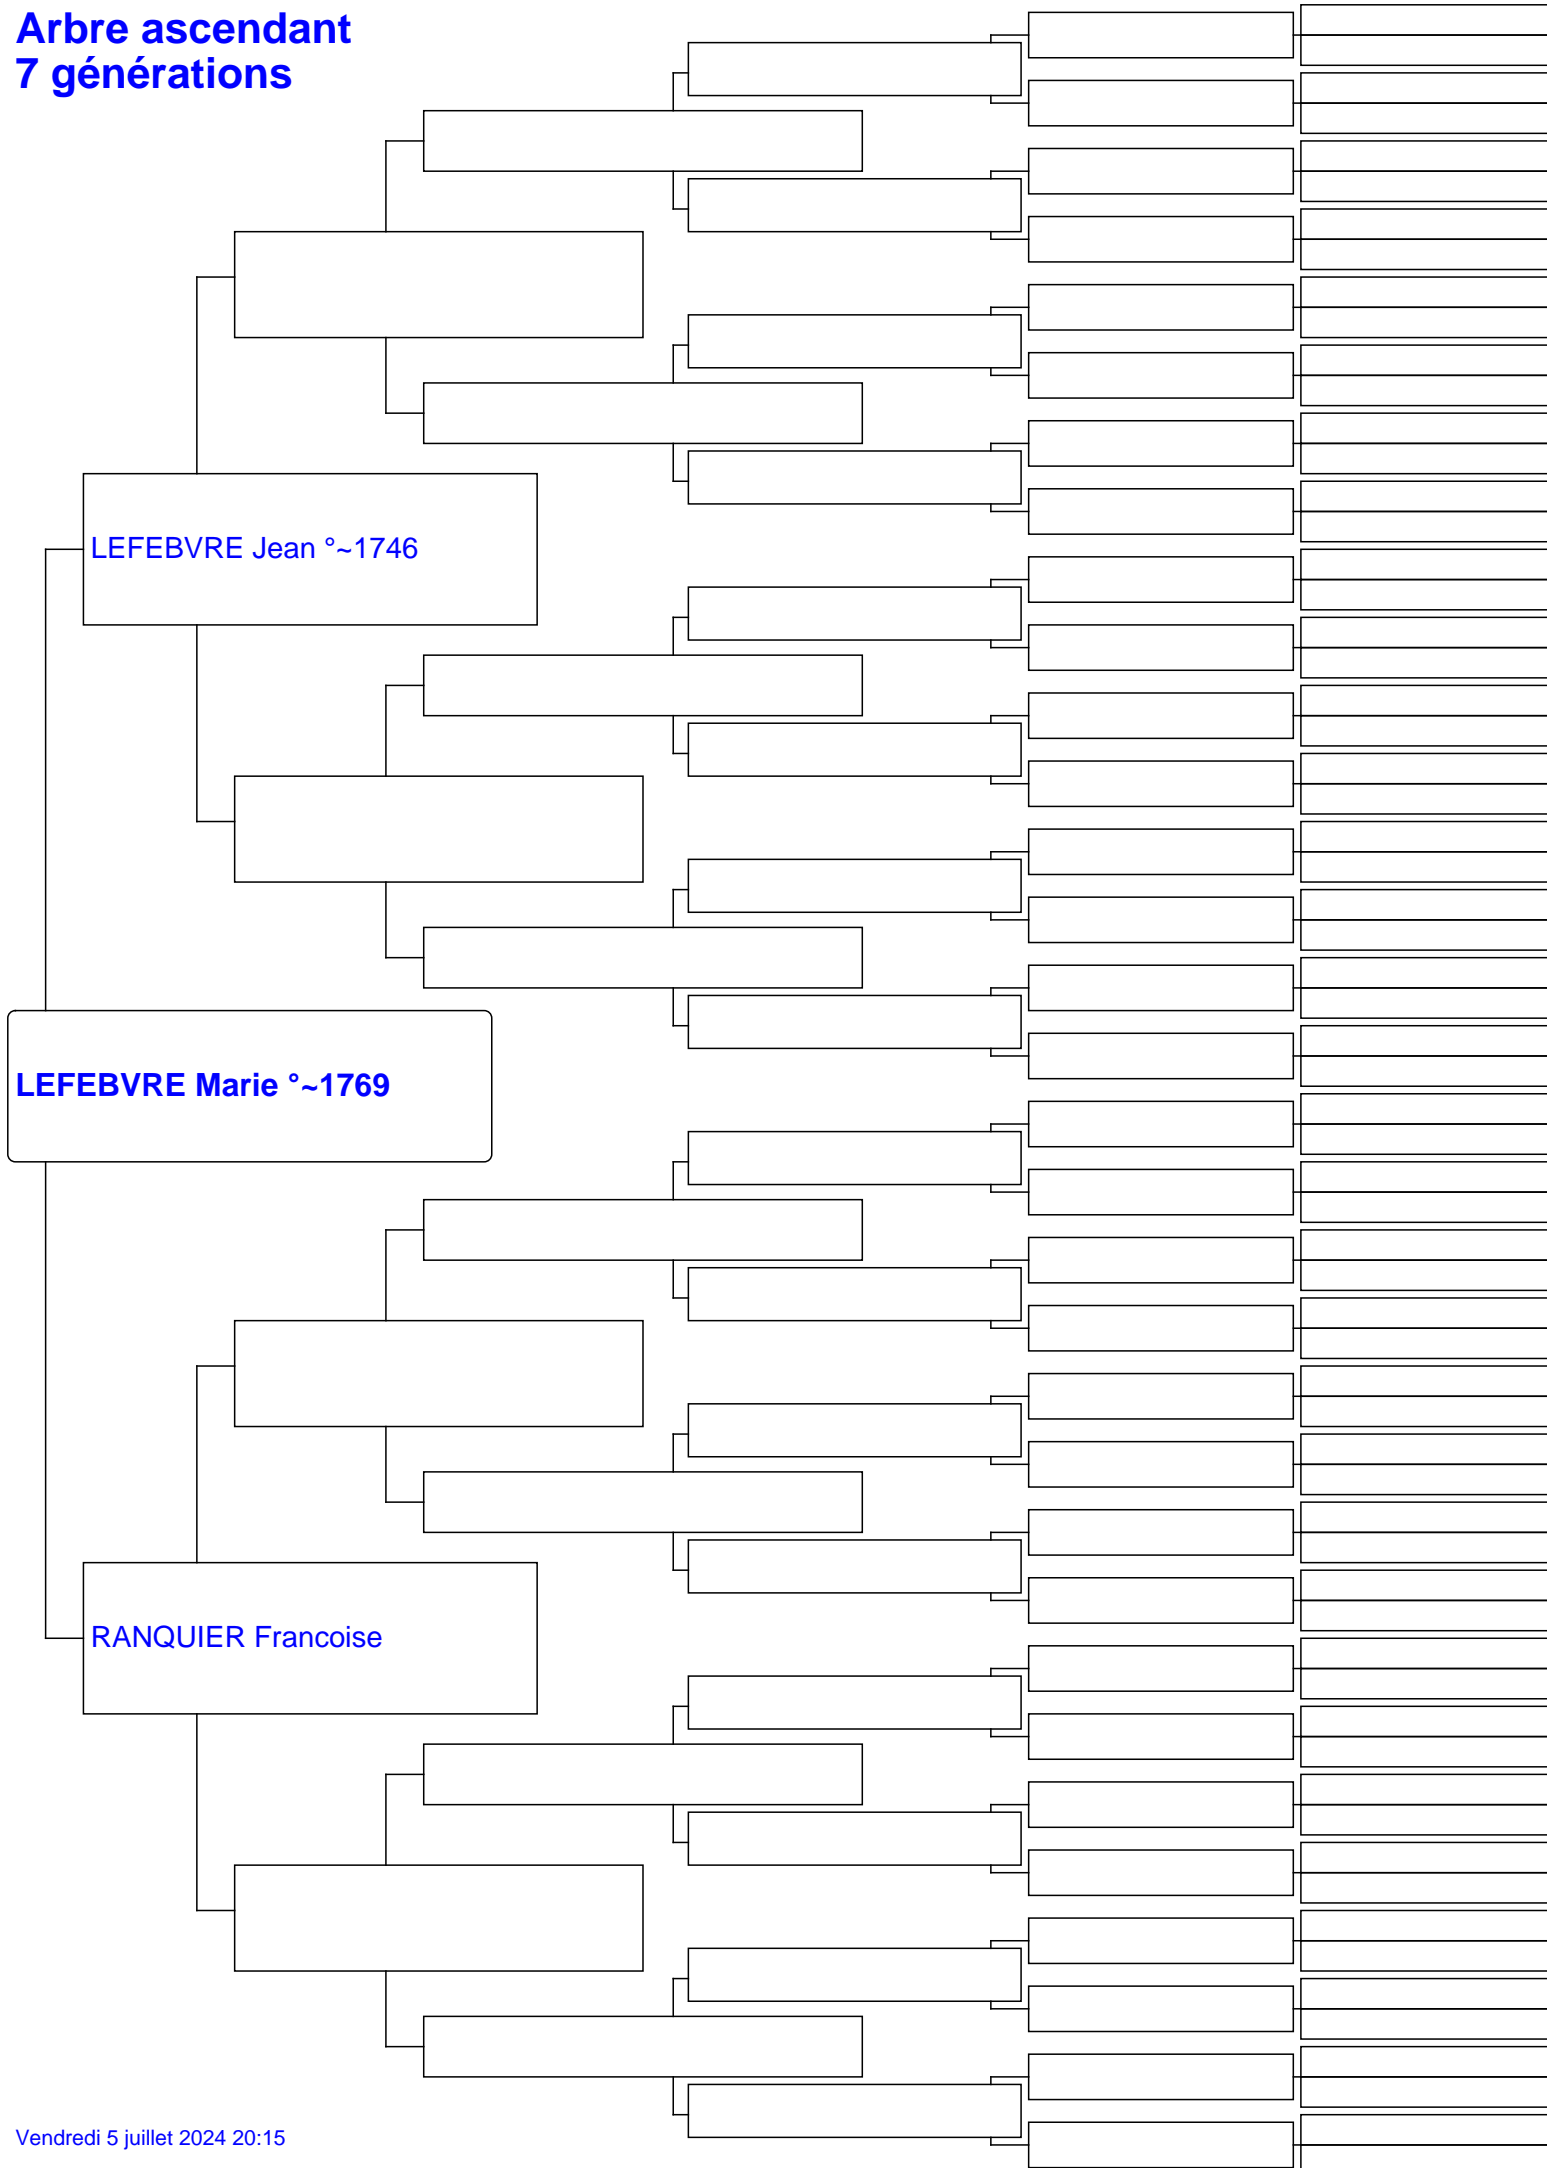 Arbre ascendant
7 générations
LEFEBVRE Jean °~1746
LEFEBVRE Marie °~1769
RANQUIER Francoise
Vendredi 5 juillet 2024 20:15